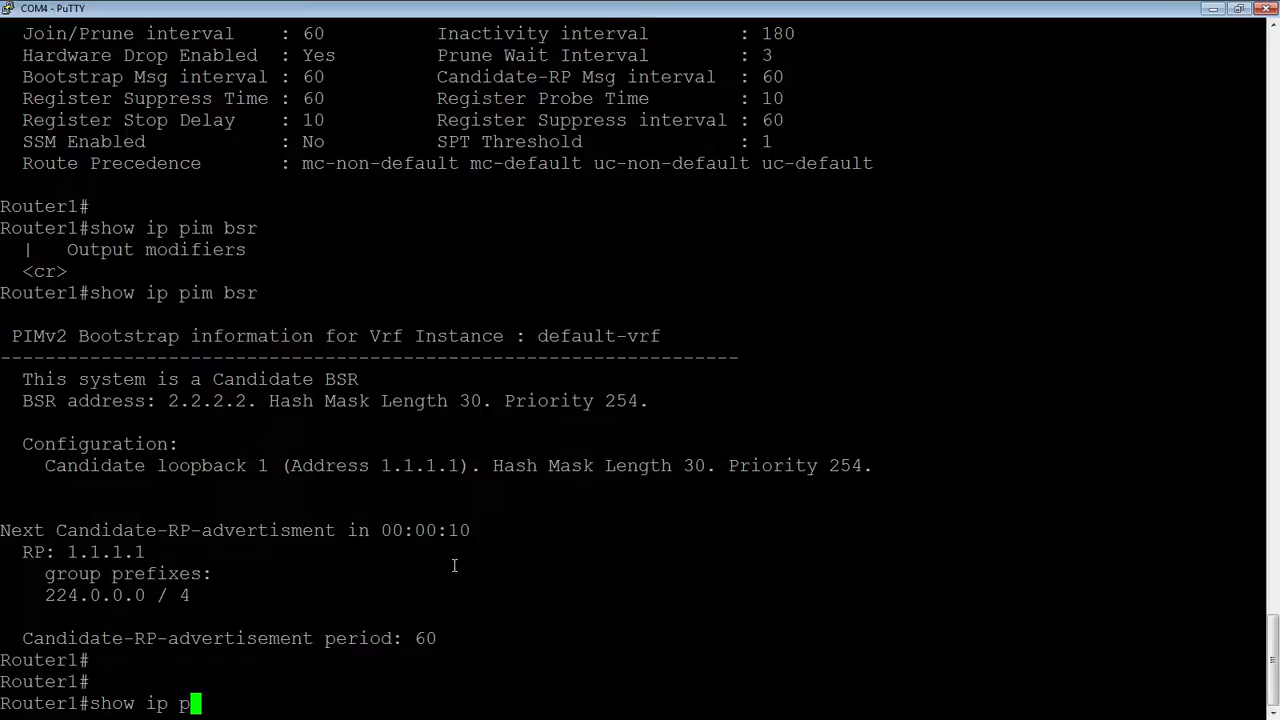 COM4 - PuTTY
Join/Prune interval : 60 Inactivity interval : 180
Hardware Drop Enabled : Yes Prune Wait Interval : 3
Bootstrap Msg interval : 60 Candidate-RP Msg interval : 60
Register Suppress Time : 60 Register Probe Time : 10
Register Stop Delay : 10 Register Suppress interval : 60
SSM Enabled : No SPT Threshold : 1
Route Precedence : mc-non-default mc-default uc-non-default uc-default
Router1#
Router1#show ip pim bsr
| Output modifiers
<cr>
Router1#show ip pim bsr
PIMv2 Bootstrap information for Vrf Instance : default-vrf
------------------------------------------------------------------
This system is a Candidate BSR
BSR address: 2.2.2.2. Hash Mask Length 30. Priority 254.
Configuration:
Candidate loopback 1 (Address 1.1.1.1). Hash Mask Length 30. Priority 254.
Next Candidate-RP-advertisment in 00:00:10
RP: 1.1.1.1
group prefixes:
224.0.0.0 / 4
Candidate-RP-advertisement period: 60
Router1#
Router1#
Router1#show ip p